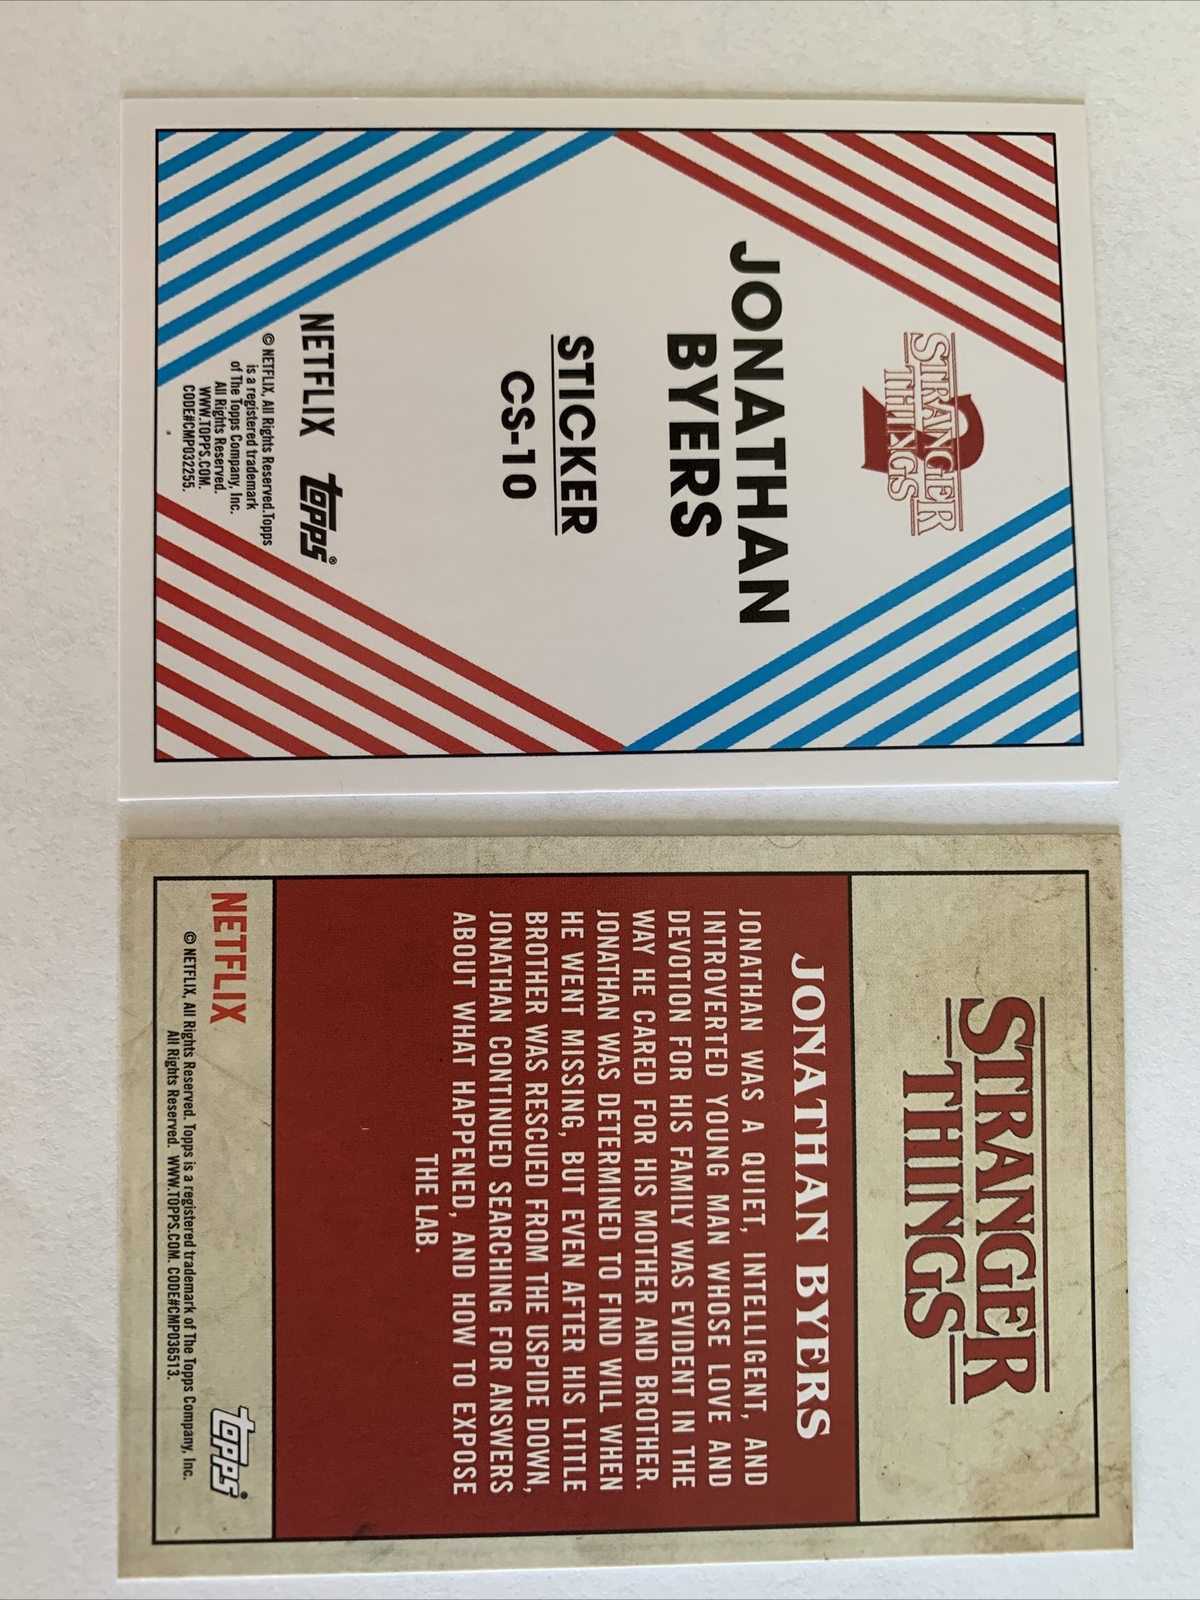 STRANGER
THINGS
2
JONATHAN
BYERS
STICKER
CS-10
NETFLIX topps®
© NETFLIX, All Rights Reserved.Topps
is a registered trademark
of The Topps Company, Inc.
All Rights Reserved.
WWW.TOPPS.COM.
CODE#CMP032255.
STRANGER
THINGS
JONATHAN BYERS
JONATHAN WAS A QUIET, INTELLIGENT, AND
INTROVERTED YOUNG MAN WHOSE LOVE AND
DEVOTION FOR HIS FAMILY WAS EVIDENT IN THE
WAY HE CARED FOR HIS MOTHER AND BROTHER.
JONATHAN WAS DETERMINED TO FIND WILL WHEN
HE WENT MISSING, BUT EVEN AFTER HIS LTITLE
BROTHER WAS RESCUED FROM THE USPIDE DOWN,
JONATHAN CONTINUED SEARCHING FOR ANSWERS
ABOUT WHAT HAPPENED, AND HOW TO EXPOSE
THE LAB.
NETFLIX topps®
© NETFLIX, All Rights Reserved. Topps is a registered trademark of The Topps Company, Inc.
All Rights Reserved. WWW.TOPPS.COM. CODE#CMP036513.